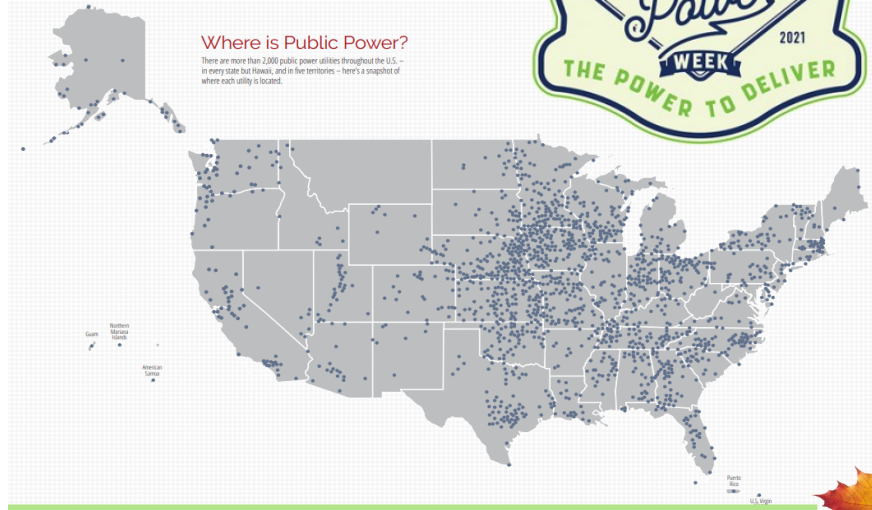 Where is Public Power?
There are more than 2,000 public power utilities throughout the U.S. –
in every state but Hawaii, and in five territories – here's a snapshot of
where each utility is located.
WEEK
2021
THE POWER TO DELIVER
Guam
Northern
Mariana
Islands
American
Samoa
Puerto
Rico
U.S. Virgin